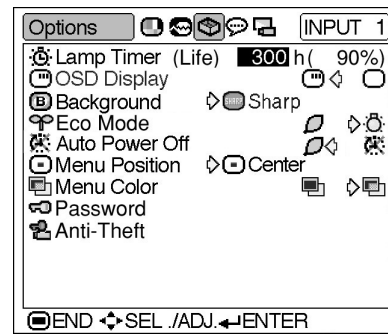 Options INPUT 1
Lamp Timer (Life) 300 h( 90%)
OSD Display
B Background SHARP Sharp
Eco Mode
Auto Power Off
Menu Position Center
Menu Color
Password
Anti-Theft
END SEL ./ADJ. ENTER